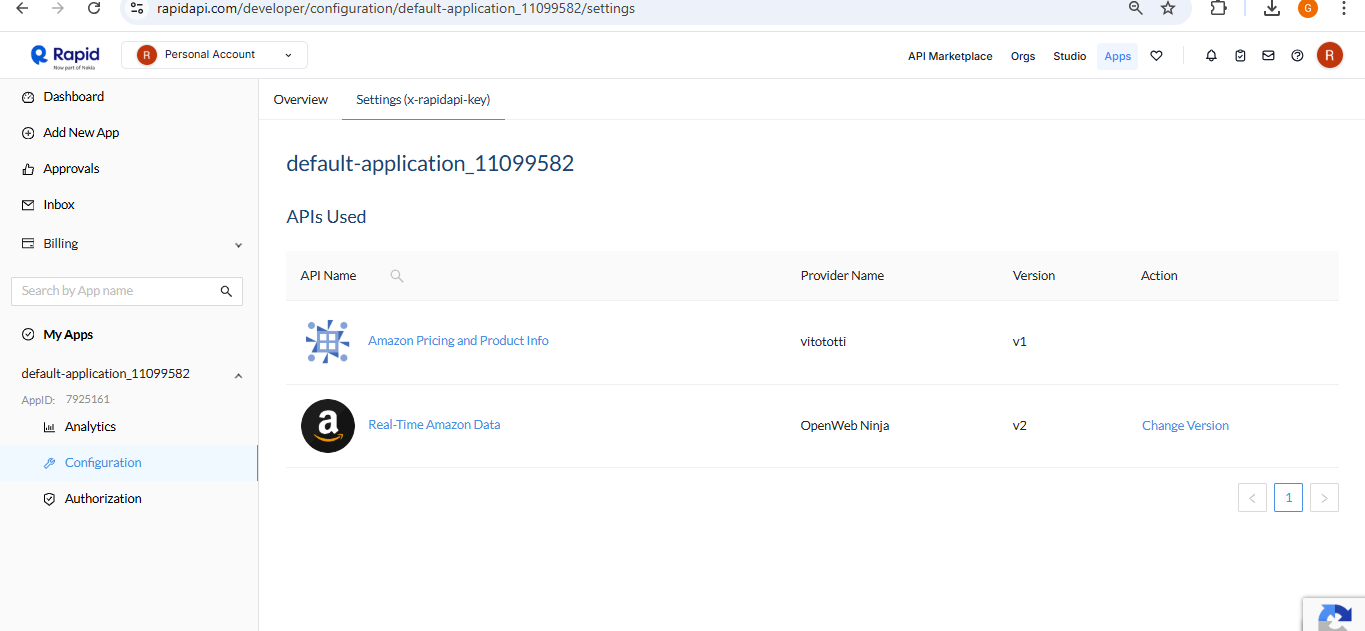 rapidapi.com/developer/configuration/default-application_11099582/settings
G
Rapid
Now part of Nokia
R Personal Account
API Marketplace Orgs Studio Apps
R
Dashboard
Add New App
Approvals
Inbox
Billing
Search by App name
My Apps
default-application_11099582
AppID: 7925161
Analytics
Configuration
Authorization
Overview Settings (x-rapidapi-key)
default-application_11099582
APIs Used
API Name Provider Name Version Action
Amazon Pricing and Product Info vitototti v1
a Real-Time Amazon Data OpenWeb Ninja v2 Change Version
< 1 >